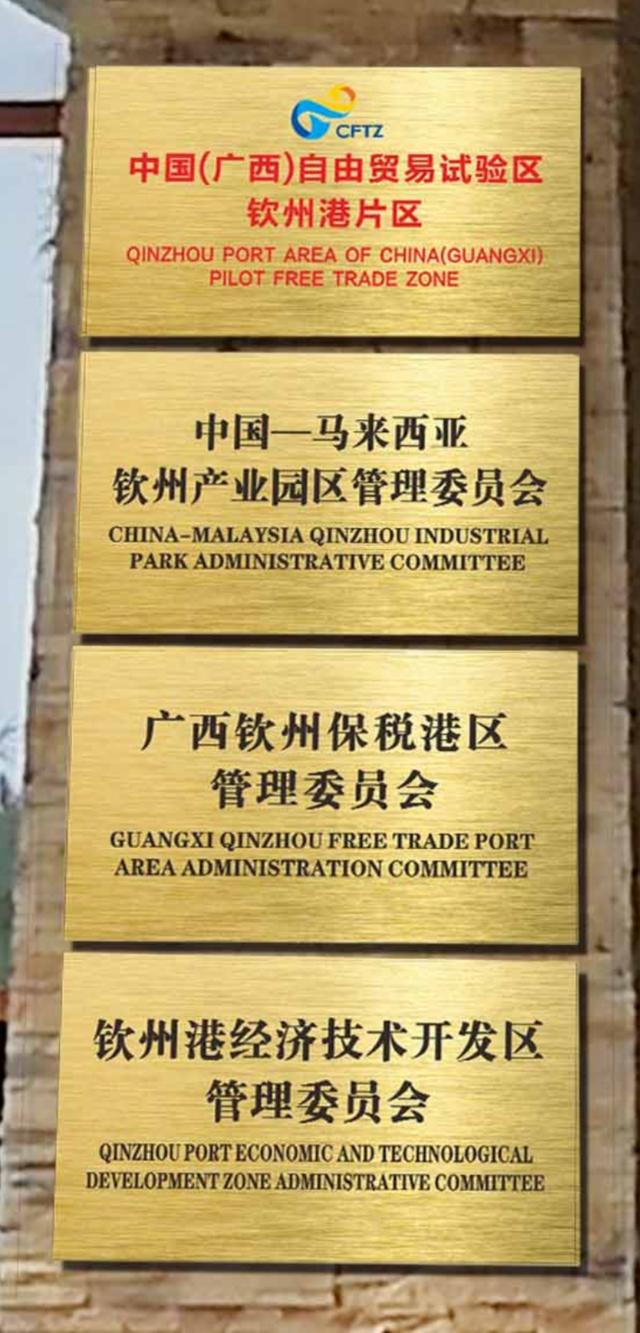 CFTZ
中国(广西)自由贸易试验区
钦州港片区
QINZHOU PORT AREA OF CHINA(GUANGXI)
PILOT FREE TRADE ZONE
中国—马来西亚
钦州产业园区管理委员会
CHINA-MALAYSIA QINZHOU INDUSTRIAL
PARK ADMINISTRATIVE COMMITTEE
广西钦州保税港区
管理委员会
GUANGXI QINZHOU FREE TRADE PORT
AREA ADMINISTRATION COMMITTEE
钦州港经济技术开发区
管理委员会
QINZHOU PORT ECONOMIC AND TECHNOLOGICAL
DEVELOPMENT ZONE ADMINISTRATIVE COMMITTEE